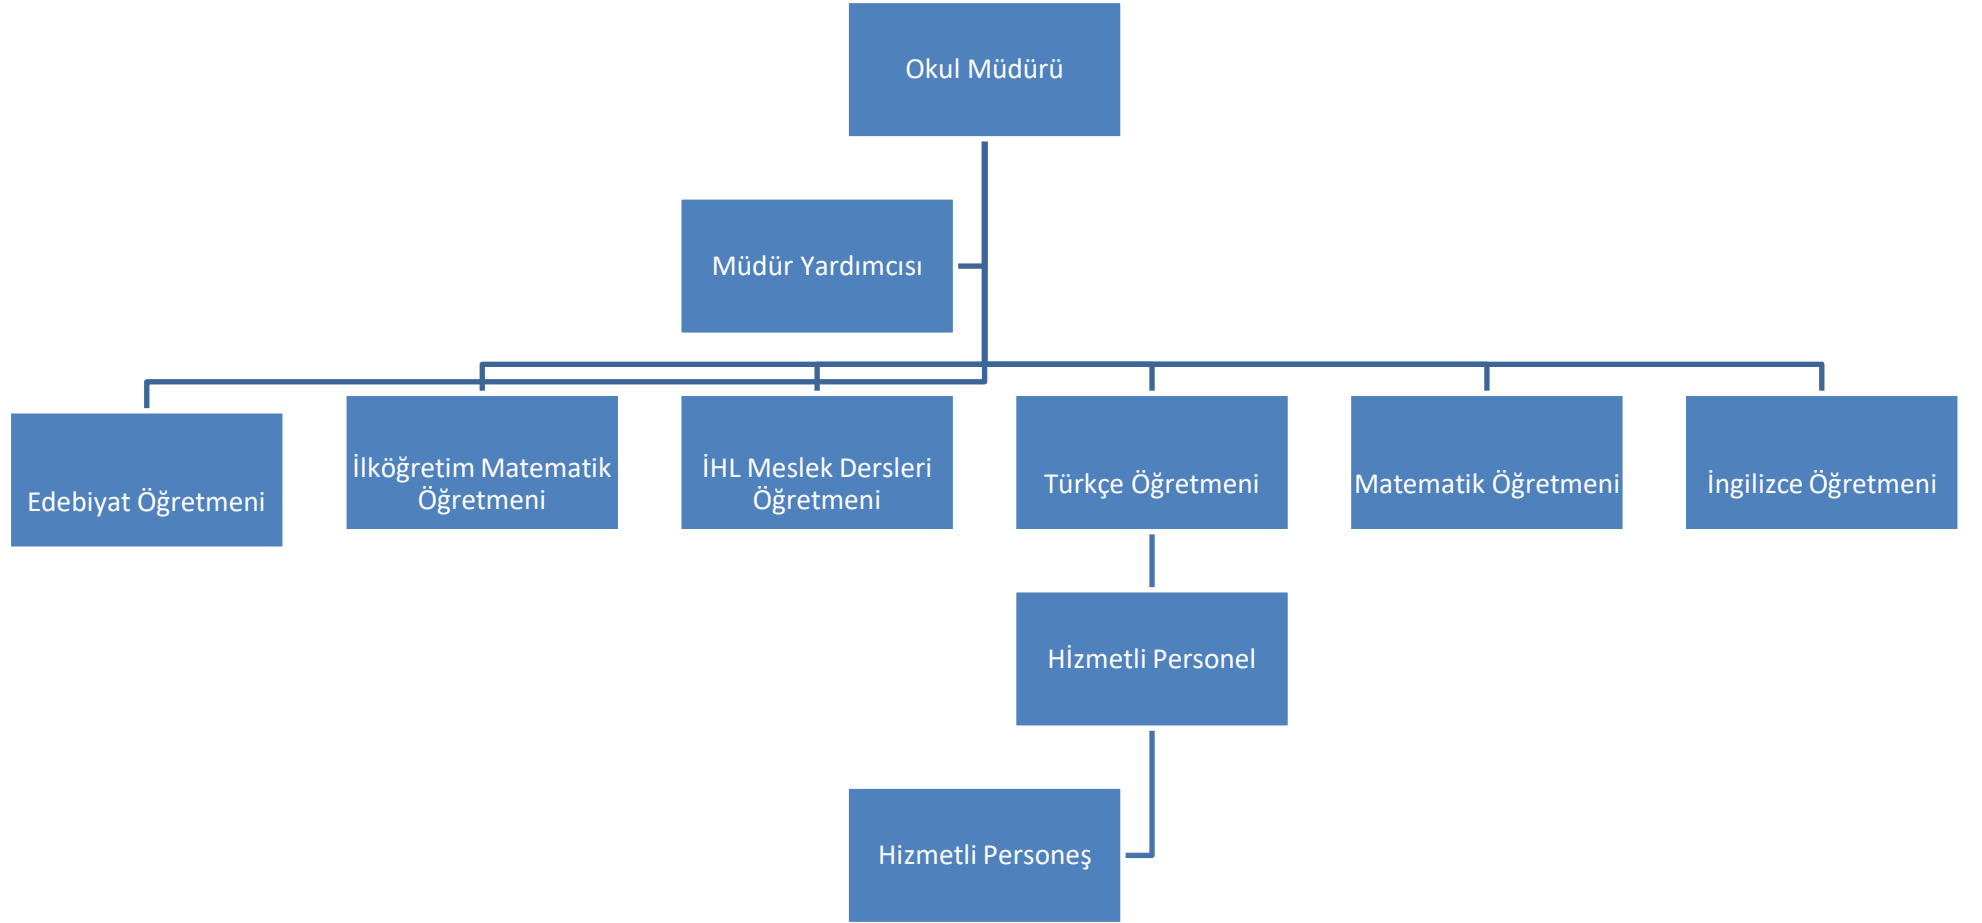 Okul Müdürü
Müdür Yardımcısı
Edebiyat Öğretmeni
İlköğretim Matematik
Öğretmeni
İHL Meslek Dersleri
Öğretmeni
Türkçe Öğretmeni
Matematik Öğretmeni
İngilizce Öğretmeni
Hİzmetli Personel
Hizmetli Personeş